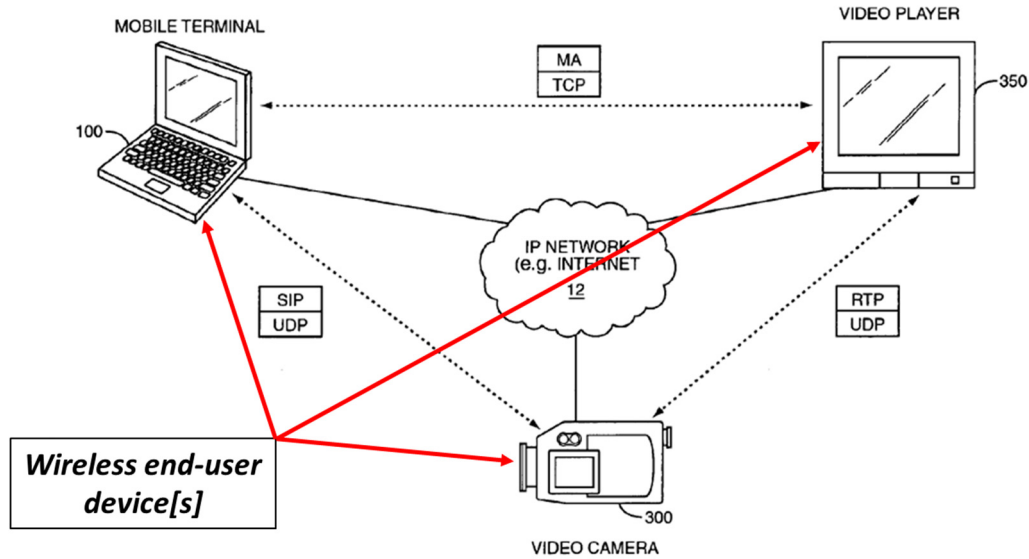 VIDEO PLAYER
MOBILE TERMINAL
MA
TCP
350
100
IP NETWORK
(e.g. INTERNET
12
SIP
UDP
RTP
UDP
Wireless end-user
device[s]
300
VIDEO CAMERA